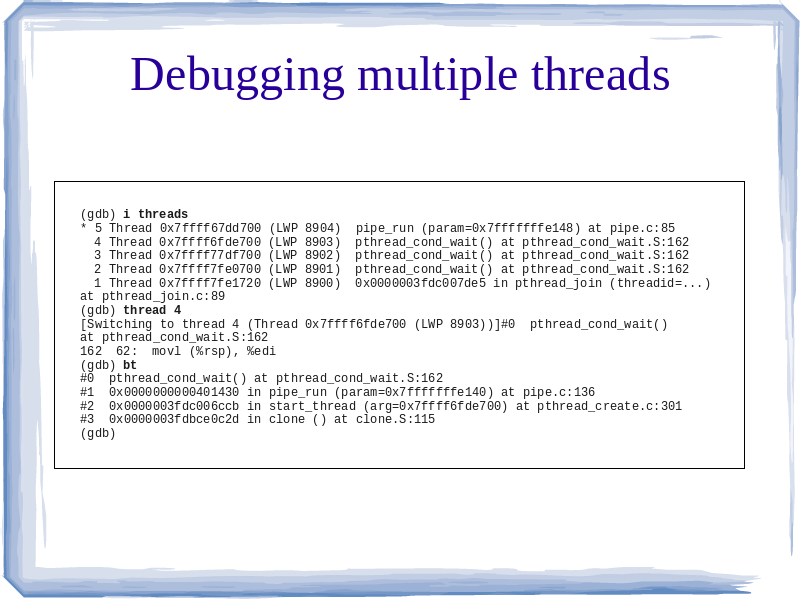 Debugging multiple threads
(gdb) i threads
* 5 Thread 0x7ffff67dd700 (LWP 8904)  pipe_run (param=0x7fffffffe148) at pipe.c:85
  4 Thread 0x7ffff6fde700 (LWP 8903)  pthread_cond_wait() at pthread_cond_wait.S:162
  3 Thread 0x7ffff77df700 (LWP 8902)  pthread_cond_wait() at pthread_cond_wait.S:162
  2 Thread 0x7ffff7fe0700 (LWP 8901)  pthread_cond_wait() at pthread_cond_wait.S:162
  1 Thread 0x7ffff7fe1720 (LWP 8900)  0x0000003fdc007de5 in pthread_join (threadid=...)
at pthread_join.c:89
(gdb) thread 4
[Switching to thread 4 (Thread 0x7ffff6fde700 (LWP 8903))]#0  pthread_cond_wait()
at pthread_cond_wait.S:162
162  62:  movl (%rsp), %edi
(gdb) bt
#0  pthread_cond_wait() at pthread_cond_wait.S:162
#1  0x0000000000401430 in pipe_run (param=0x7fffffffe140) at pipe.c:136
#2  0x0000003fdc006ccb in start_thread (arg=0x7ffff6fde700) at pthread_create.c:301
#3  0x0000003fdbce0c2d in clone () at clone.S:115
(gdb)